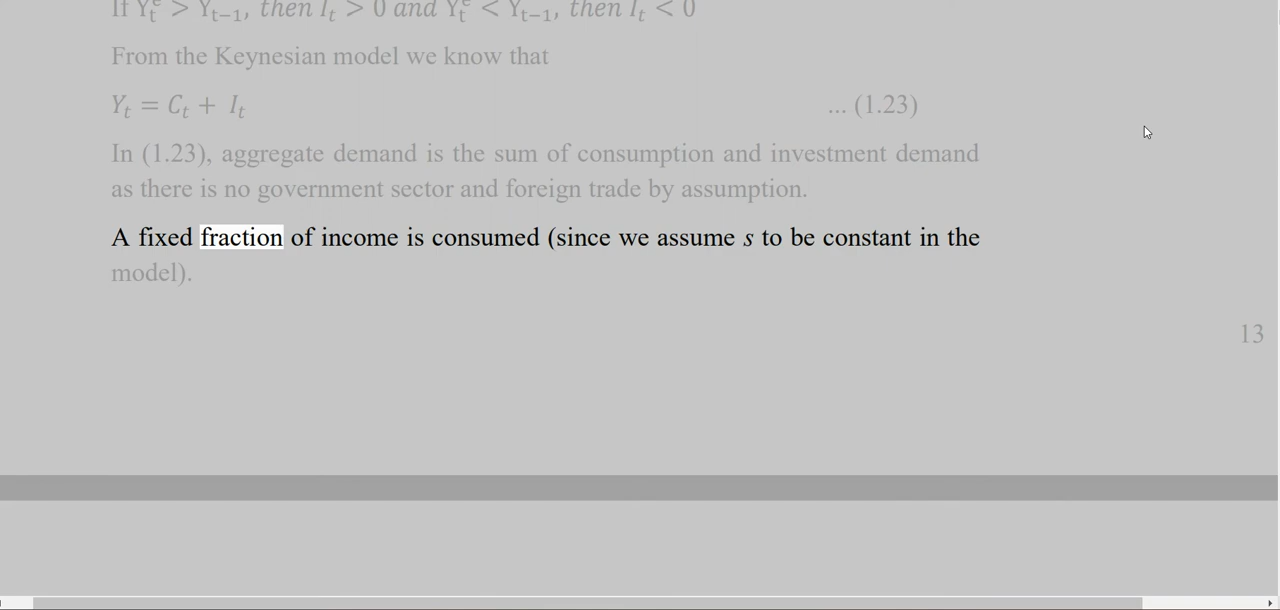 If Yₜᵉ > Yₜ₋₁, then Iₜ > 0 and Yₜᵉ < Yₜ₋₁, then Iₜ < 0
From the Keynesian model we know that
Yₜ = Cₜ + Iₜ ... (1.23)
In (1.23), aggregate demand is the sum of consumption and investment demand
as there is no government sector and foreign trade by assumption.
A fixed fraction of income is consumed (since we assume s to be constant in the
model).
13